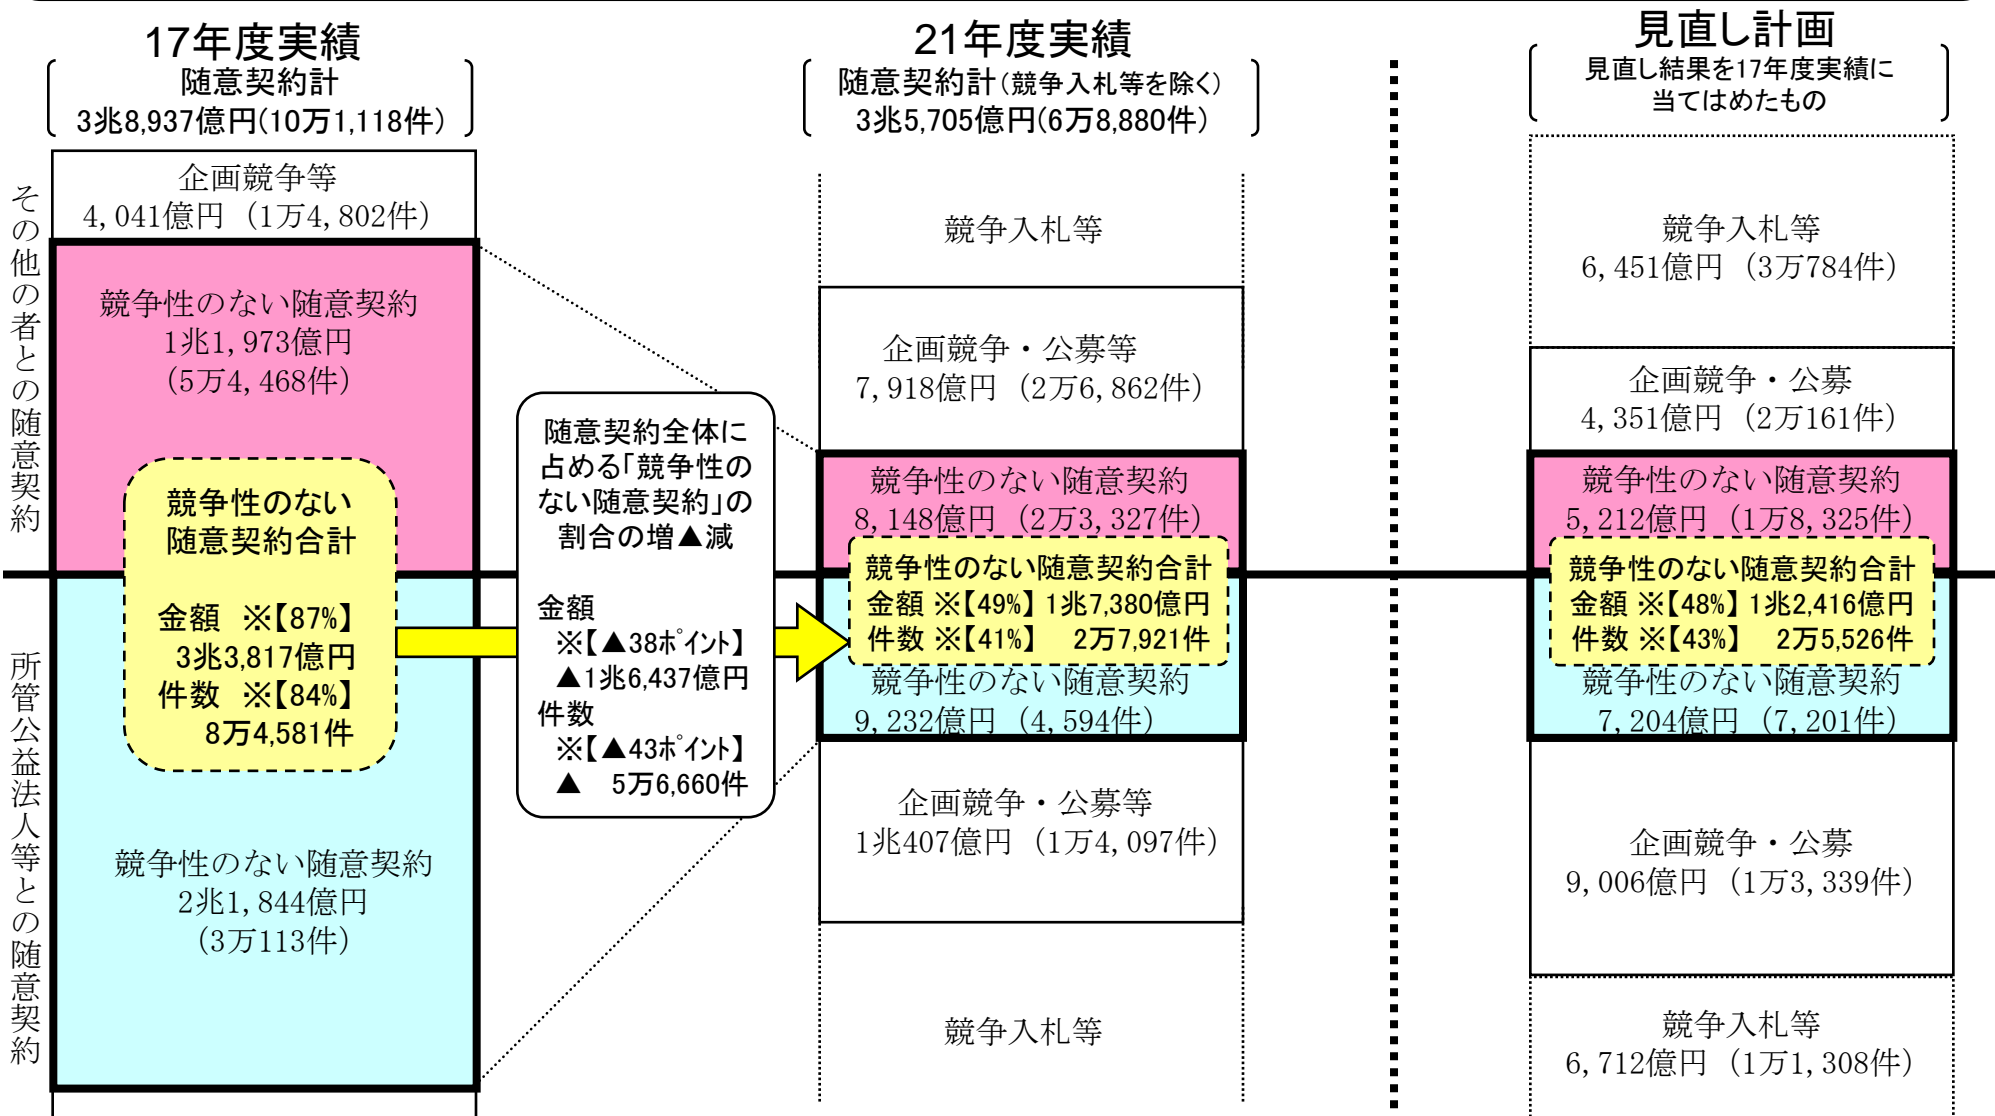 17年度実績
随意契約計
3兆8,937億円(10万1,118件)
21年度実績
随意契約計(競争入札等を除く)
3兆5,705億円(6万8,880件)
見直し計画
見直し結果を17年度実績に
当てはめたもの
その他の者との随意契約
所管公益法人等との随意契約
企画競争等
4,041億円（1万4,802件）
競争性のない随意契約
1兆1,973億円
（5万4,468件）
競争性のない
随意契約合計
金額　※【87%】
3兆3,817億円
件数　※【84%】
8万4,581件
競争性のない随意契約
2兆1,844億円
（3万113件）
随意契約全体に
占める「競争性の
ない随意契約」の
割合の増▲減
金額
※【▲38ﾎﾟｲﾝﾄ】
▲1兆6,437億円
件数
※【▲43ﾎﾟｲﾝﾄ】
▲　5万6,660件
競争入札等
企画競争・公募等
7,918億円（2万6,862件）
競争性のない随意契約
8,148億円（2万3,327件）
競争性のない随意契約合計
金額 ※【49%】 1兆7,380億円
件数 ※【41%】　2万7,921件
競争性のない随意契約
9,232億円（4,594件）
企画競争・公募等
1兆407億円（1万4,097件）
競争入札等
競争入札等
6,451億円（3万784件）
企画競争・公募
4,351億円（2万161件）
競争性のない随意契約
5,212億円（1万8,325件）
競争性のない随意契約合計
金額 ※【48%】 1兆2,416億円
件数 ※【43%】　2万5,526件
競争性のない随意契約
7,204億円（7,201件）
企画競争・公募
9,006億円（1万3,339件）
競争入札等
6,712億円（1万1,308件）